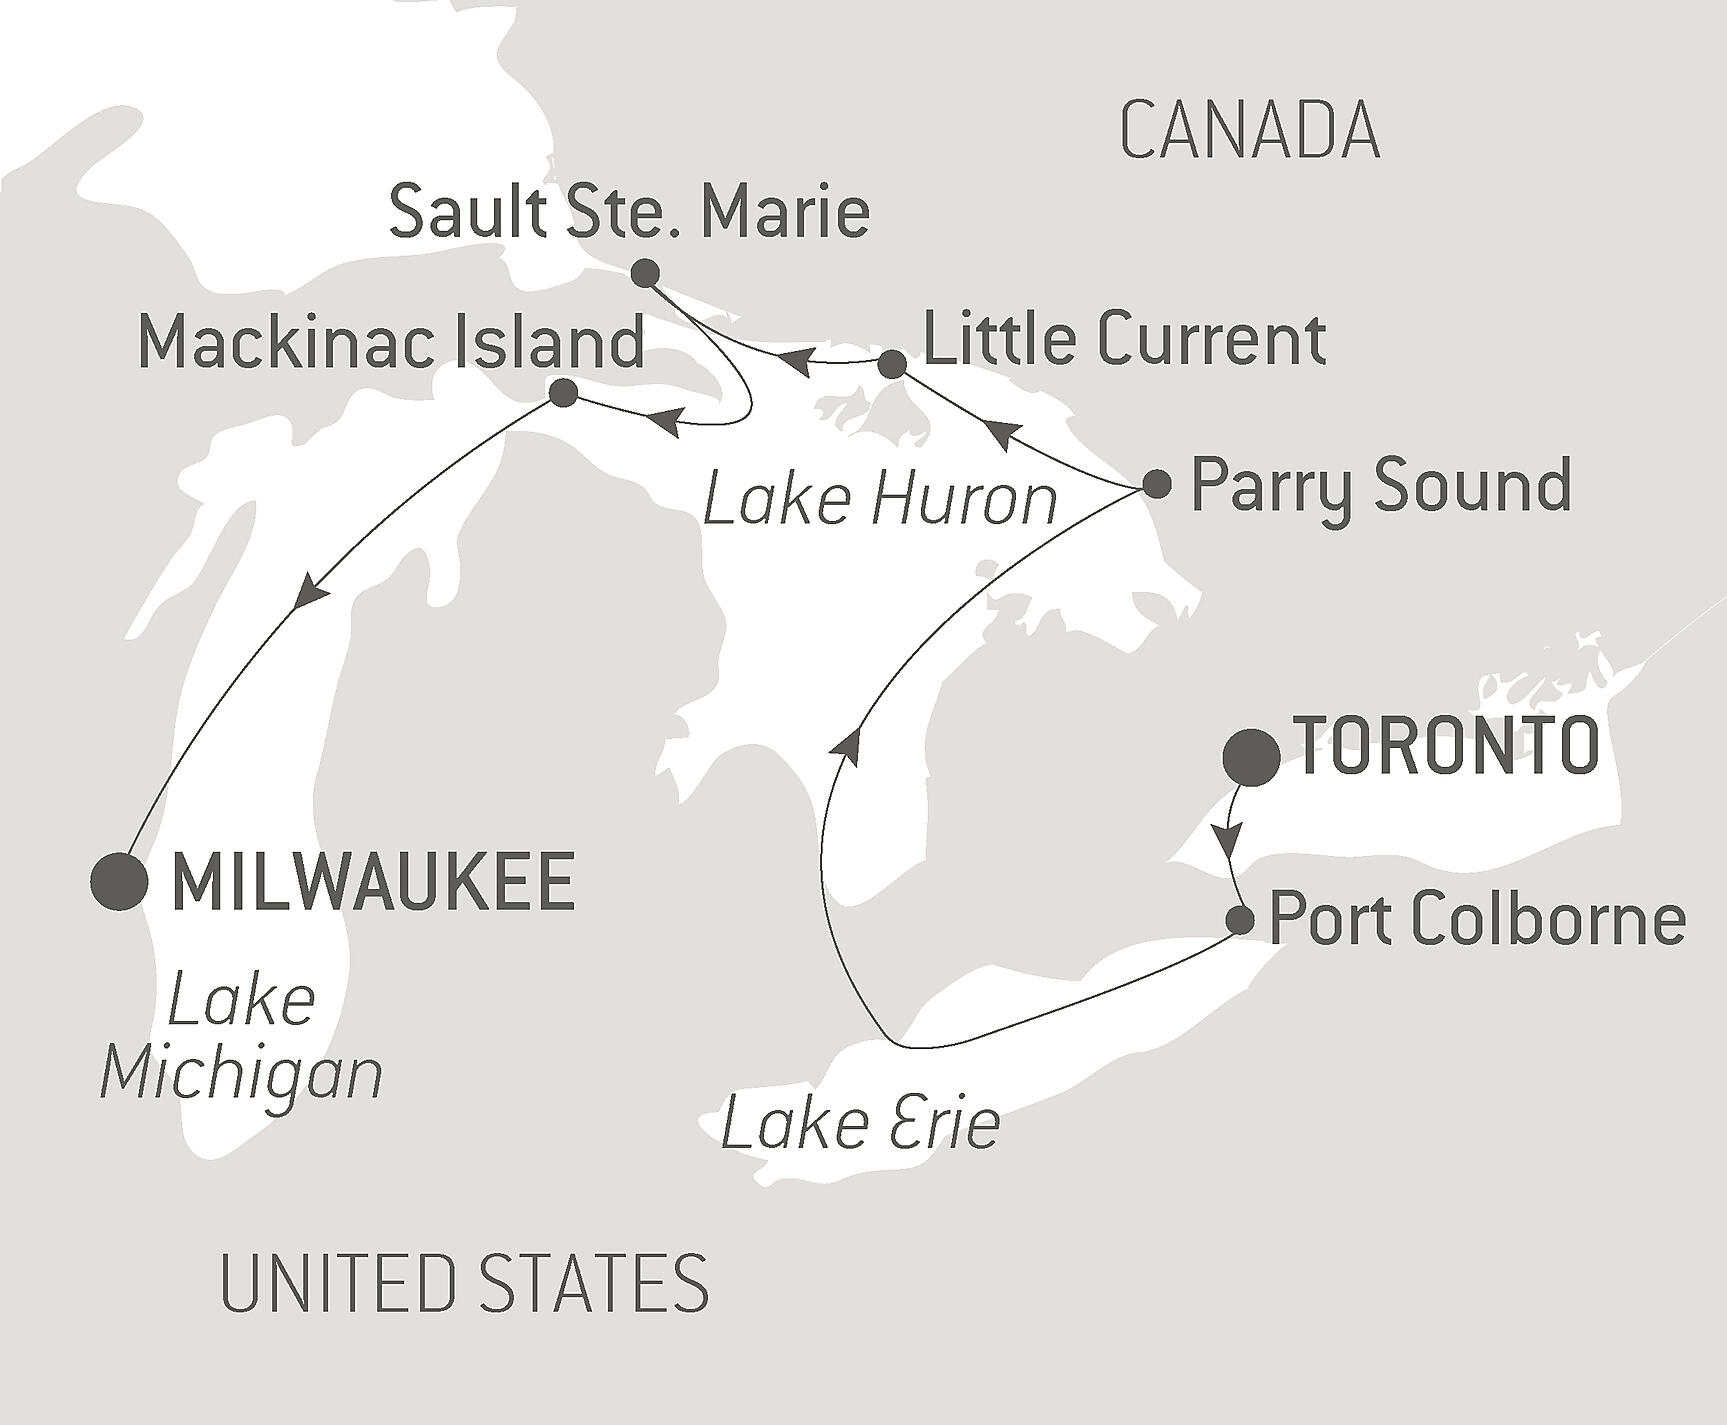 CANADA
Sault Ste. Marie
Mackinac Island
Little Current
Lake Huron
Parry Sound
TORONTO
MILWAUKEE
Port Colborne
Lake
Michigan
Lake Erie
UNITED STATES